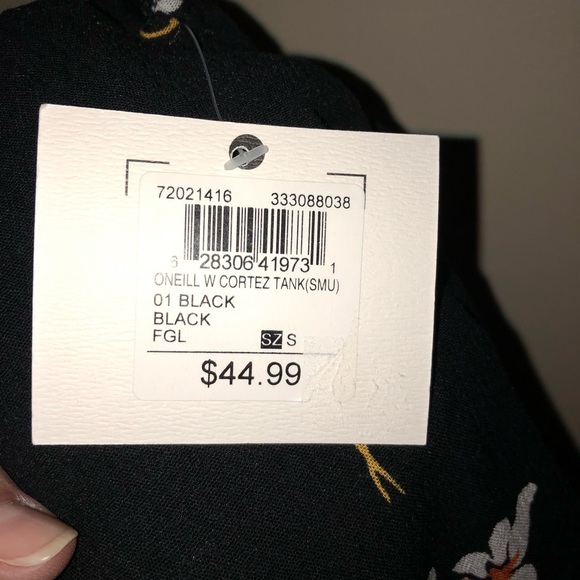 72021416 333088038
6 28306 41973 1
ONEILL W CORTEZ TANK(SMU)
01 BLACK
BLACK
FGL SZ S
$44.99